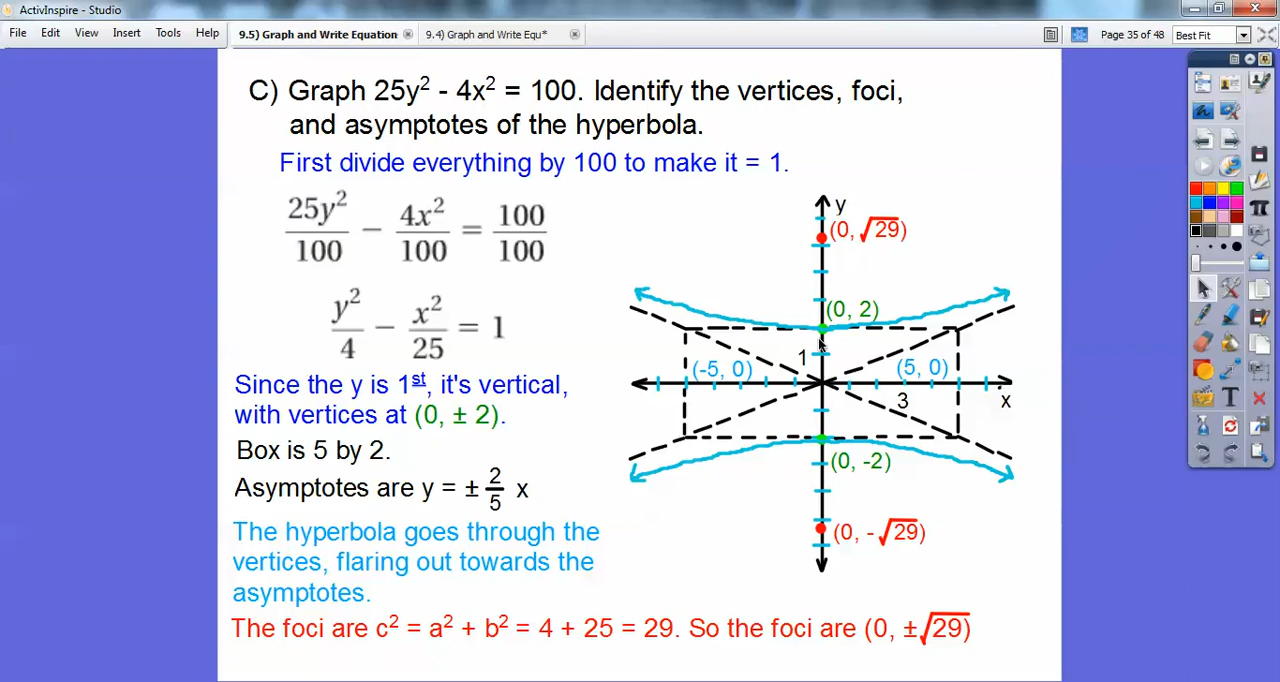 ActivInspire - Studio
File Edit View Insert Tools Help
9.5) Graph and Write Equation
9.4) Graph and Write Equ*
Page 35 of 48
Best Fit
C) Graph 25y² - 4x² = 100. Identify the vertices, foci,
and asymptotes of the hyperbola.
First divide everything by 100 to make it = 1.
25y²/100 − 4x²/100 = 100/100
y²/4 − x²/25 = 1
Since the y is 1st, it's vertical,
with vertices at (0, ± 2).
Box is 5 by 2.
Asymptotes are y = ± 2/5 x
The hyperbola goes through the
vertices, flaring out towards the
asymptotes.
The foci are c² = a² + b² = 4 + 25 = 29. So the foci are (0, ±√29)
y
(0, √29)
(0, 2)
1
(-5, 0)
(5, 0)
3
x
(0, -2)
(0, -√29)